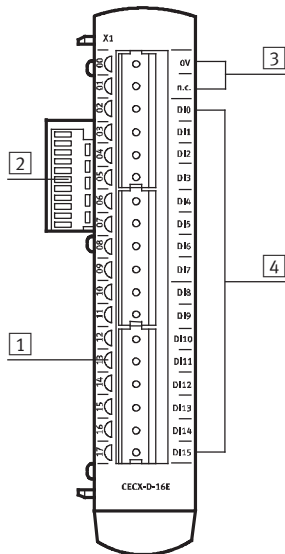 X1
00 0V
01 n.c.
02 DI0
03 DI1
04 DI2
05 DI3
06 DI4
07 DI5
08 DI6
09 DI7
10 DI8
11 DI9
12 DI10
13 DI11
14 DI12
15 DI13
16 DI14
17 DI15
CECX-D-16E
3
2
4
1